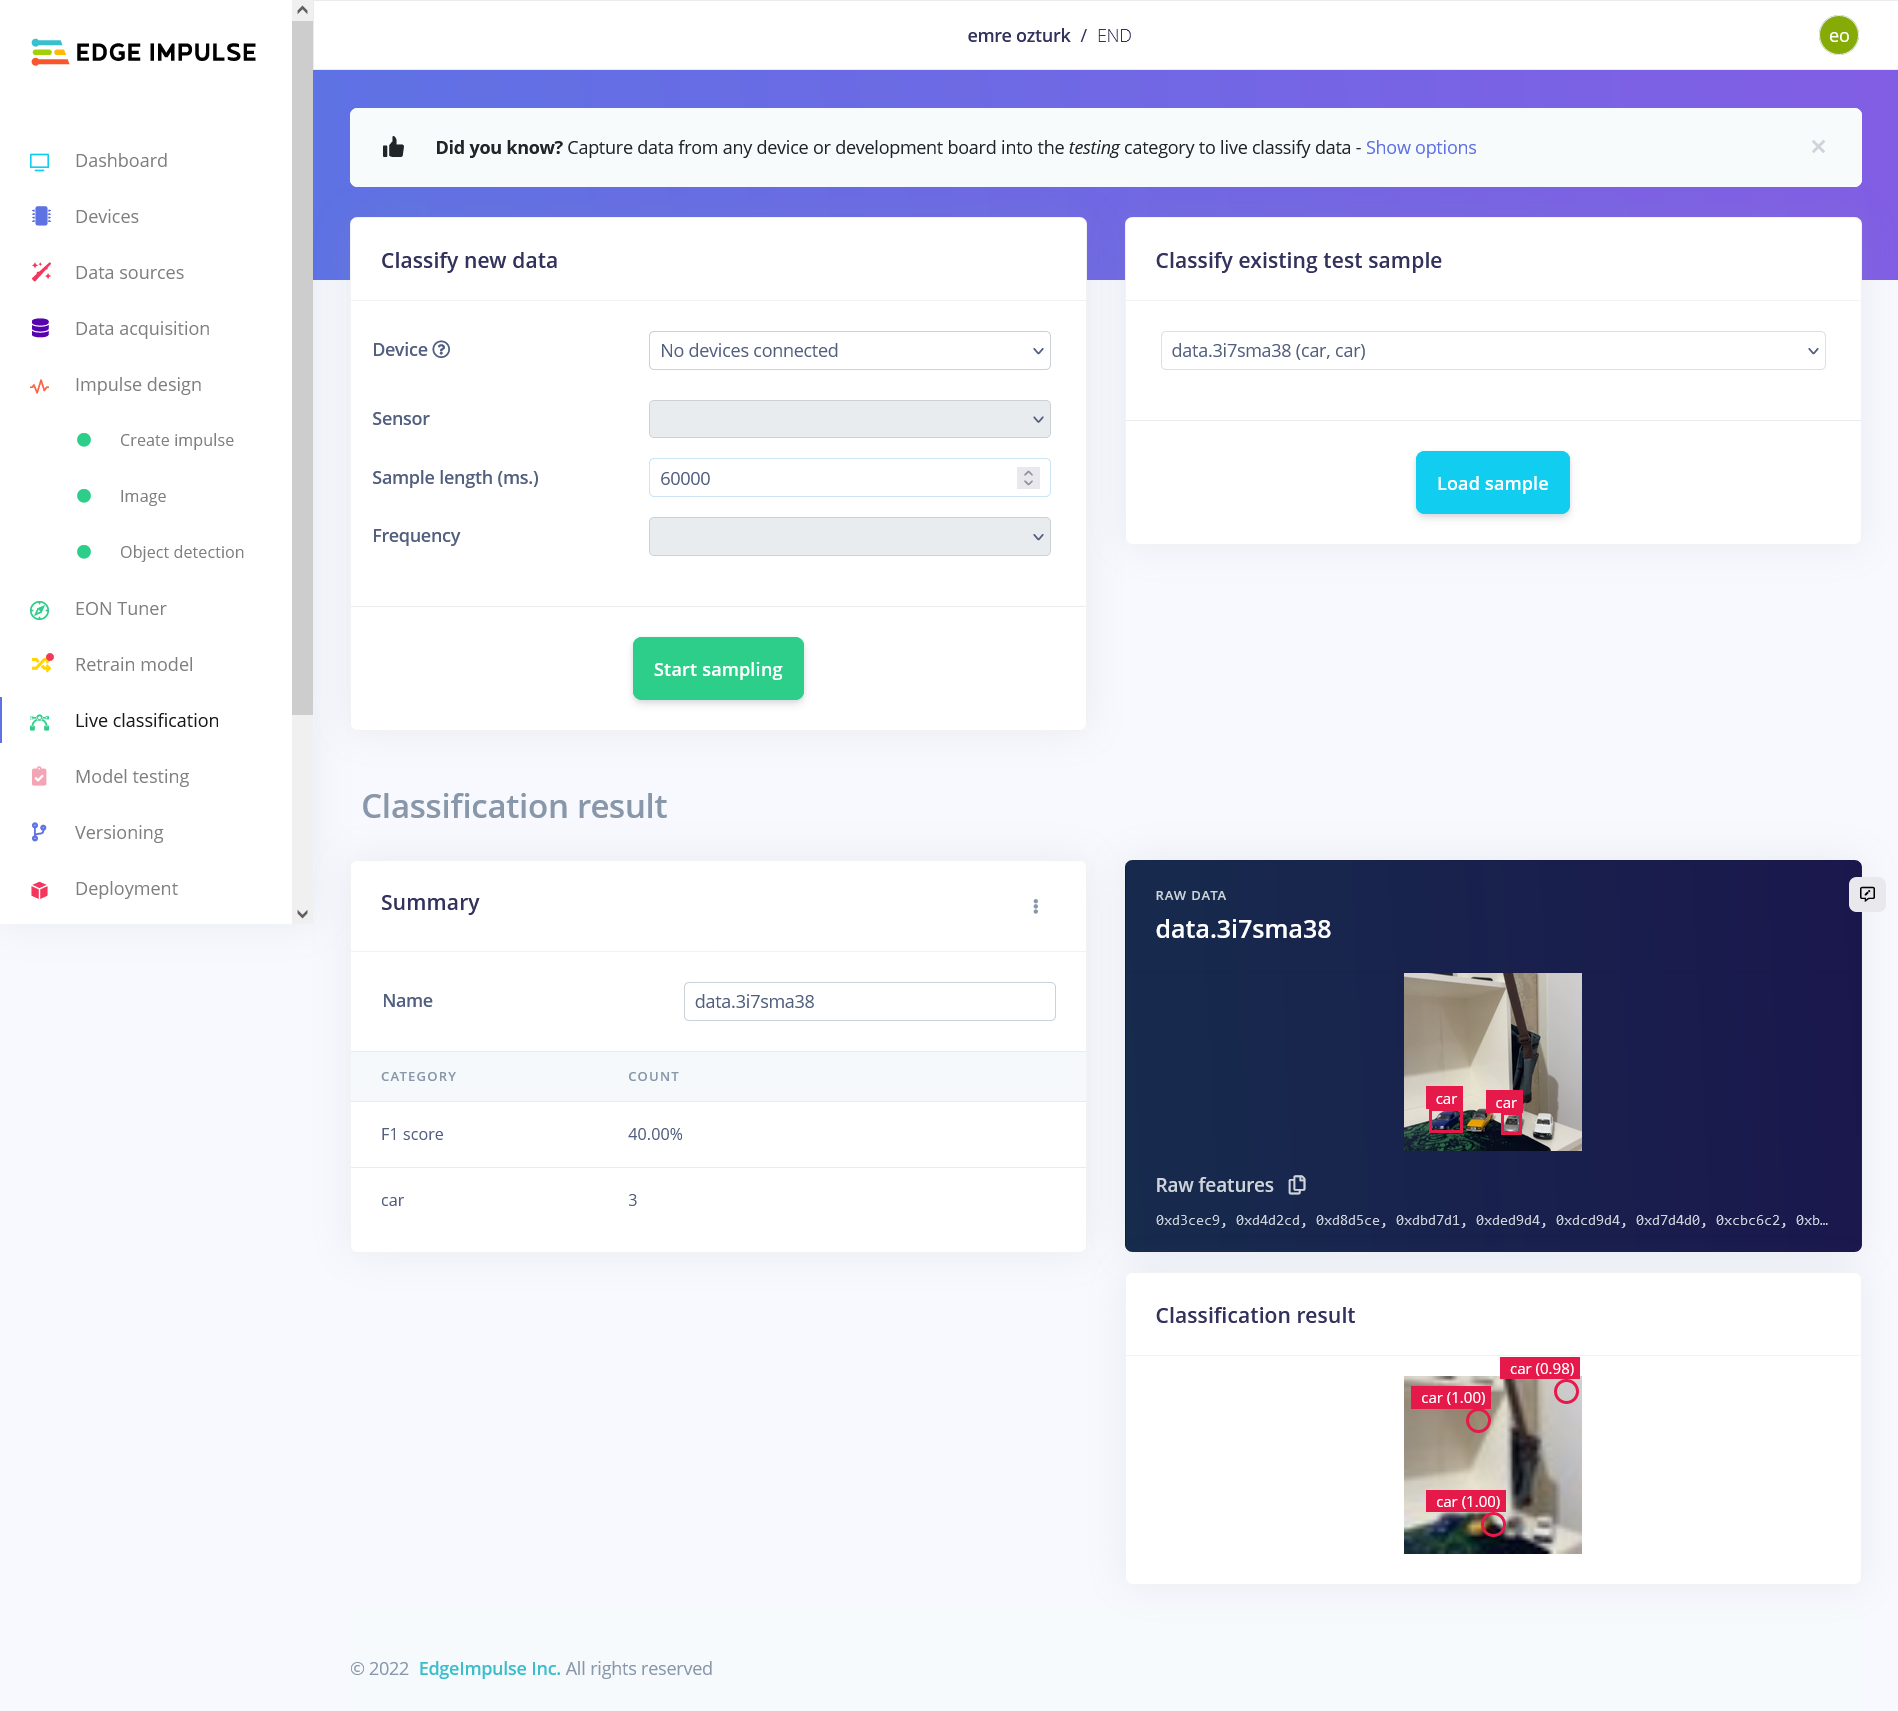 EDGE IMPULSE
emre ozturk / END
eo
Dashboard
Devices
Data sources
Data acquisition
Impulse design
Create impulse
Image
Object detection
EON Tuner
Retrain model
Live classification
Model testing
Versioning
Deployment
Did you know? Capture data from any device or development board into the testing category to live classify data - Show options
×
Classify new data
Device
No devices connected
Sensor
Sample length (ms.)
60000
Frequency
Start sampling
Classify existing test sample
data.3i7sma38 (car, car)
Load sample
Classification result
Summary
Name
data.3i7sma38
CATEGORY COUNT
F1 score 40.00%
car 3
RAW DATA
data.3i7sma38
car
car
Raw features
0xd3cec9, 0xd4d2cd, 0xd8d5ce, 0xdbd7d1, 0xded9d4, 0xdcd9d4, 0xd7d4d0, 0xcbc6c2, 0xb…
Classification result
car (0.98)
car (1.00)
car (1.00)
© 2022 EdgeImpulse Inc. All rights reserved